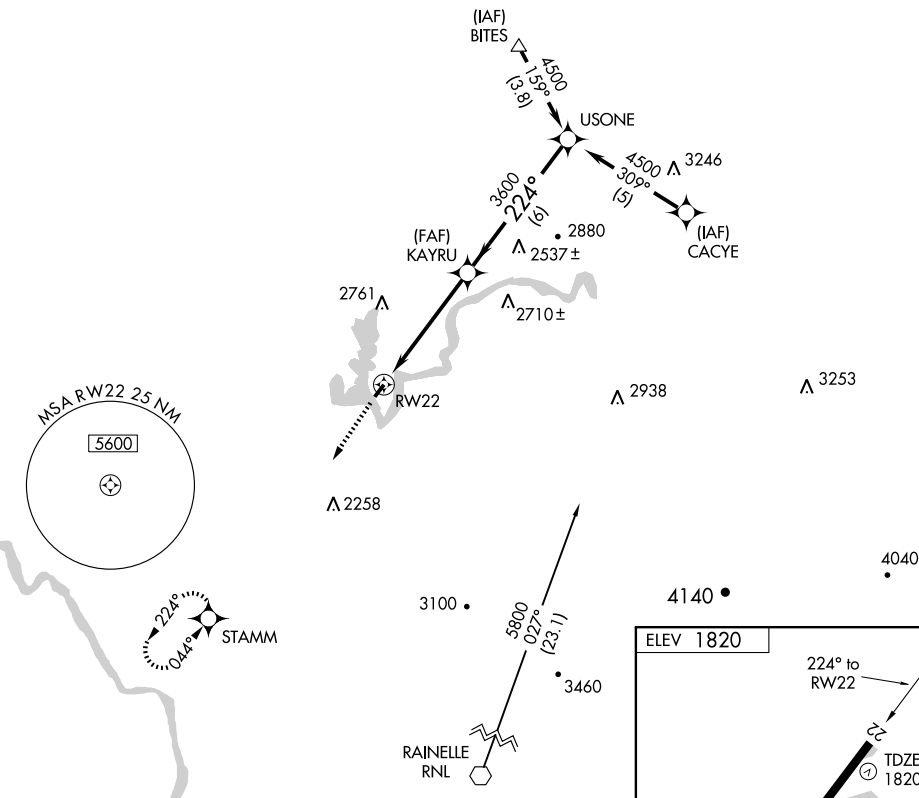 (IAF)
BITES
4500
159°
(3.8)
USONE
4500
309°
(5)
3246
(IAF)
CACYE
3600
224°
(6)
2880
2537±
(FAF)
KAYRU
2761
2710±
RW22
2938
3253
MSA RW22 25 NM
5600
2258
224°
044°
STAMM
3100
5800
027°
(23.1)
3460
4140
4040
RAINELLE
RNL
ELEV 1820
224° to
RW22
22
TDZE
1820